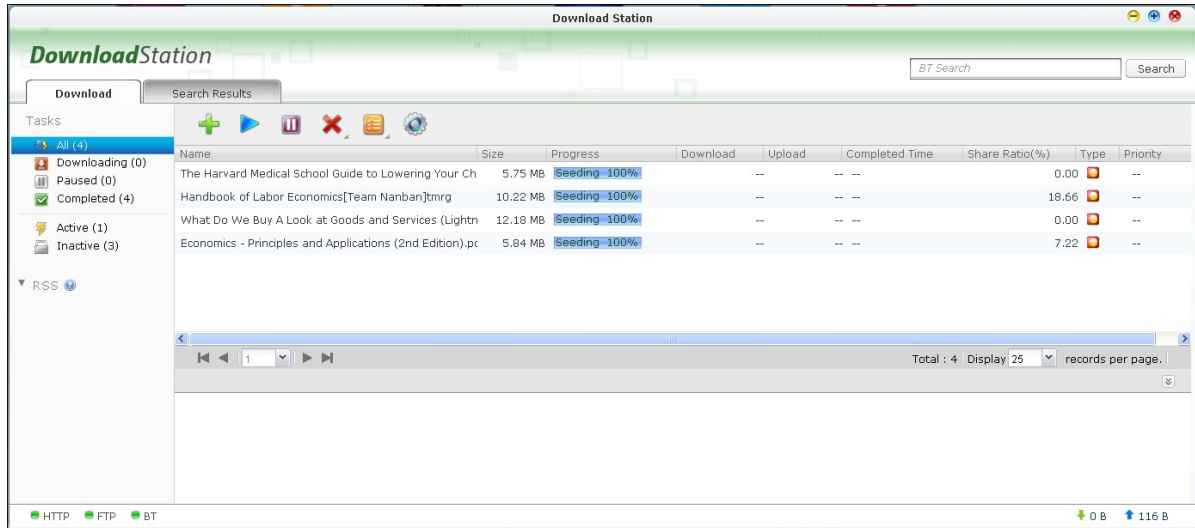 Download Station
DownloadStation
BT Search
Search
Download
Search Results
Tasks
All (4)
Downloading (0)
Paused (0)
Completed (4)
Active (1)
Inactive (3)
RSS
Name Size Progress Download Upload Completed Time Share Ratio(%) Type Priority
The Harvard Medical School Guide to Lowering Your Ch 5.75 MB Seeding 100% -- -- -- 0.00 --
Handbook of Labor Economics[Team Nanban]tmrg 10.22 MB Seeding 100% -- -- -- 18.66 --
What Do We Buy A Look at Goods and Services (Lightn 12.18 MB Seeding 100% -- -- -- 0.00 --
Economics - Principles and Applications (2nd Edition).pc 5.84 MB Seeding 100% -- -- -- 7.22 --
1
Total : 4 Display 25 records per page.
HTTP FTP BT
0 B 116 B